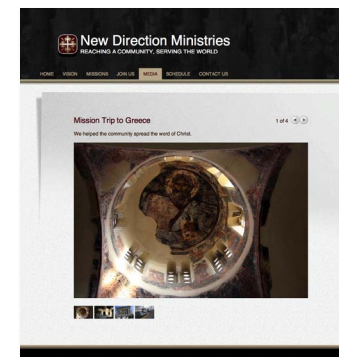 New Direction Ministries
REACHING A COMMUNITY, SERVING THE WORLD
HOME VISION MISSIONS JOIN US MEDIA SCHEDULE CONTACT US
Mission Trip to Greece
1 of 4
We helped the community spread the word of Christ.